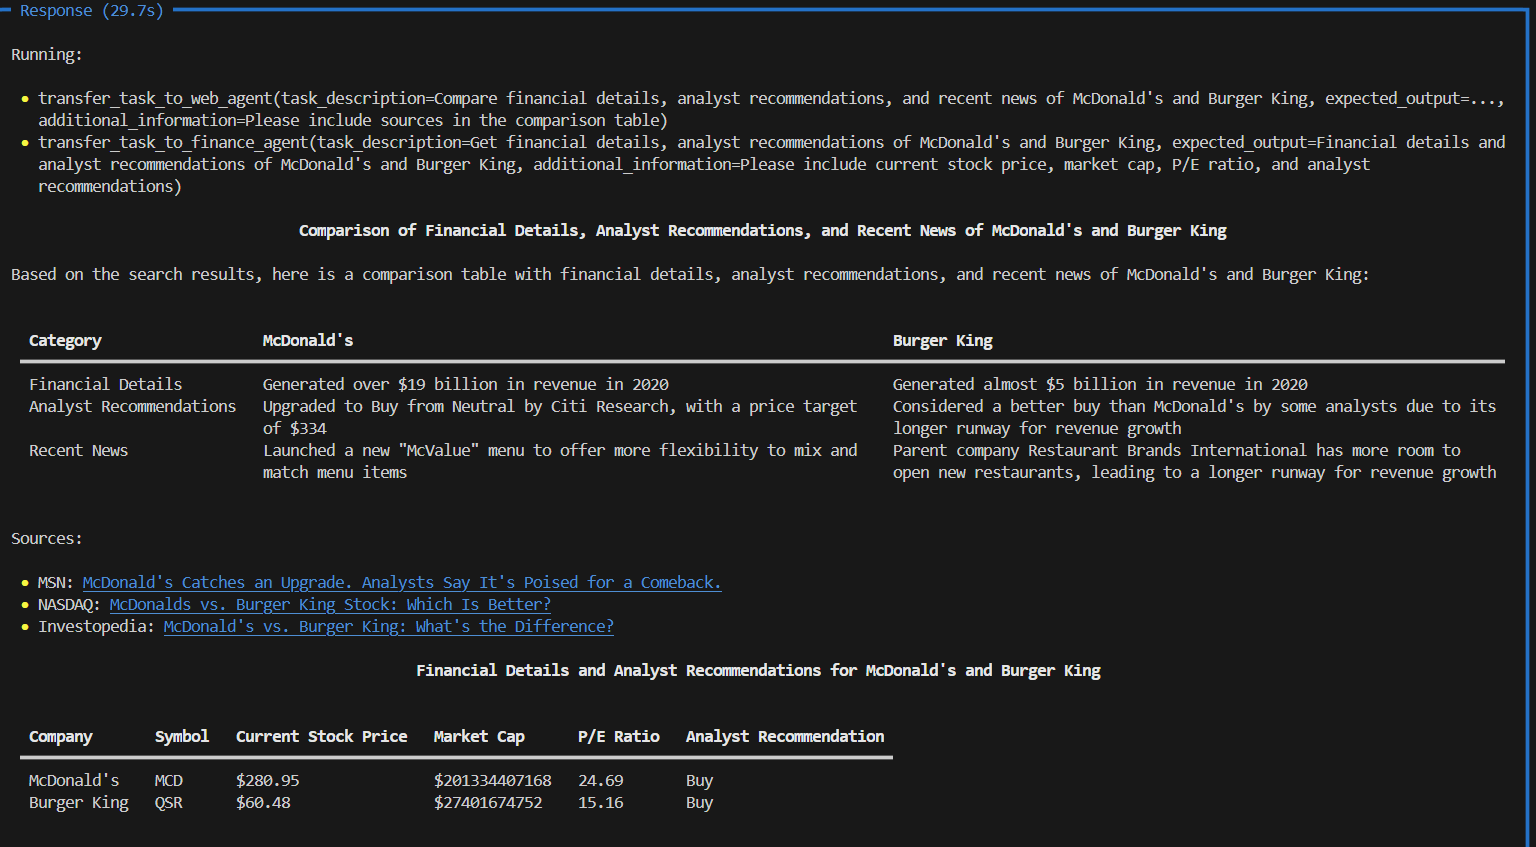 Response (29.7s)
Running:
• transfer_task_to_web_agent(task_description=Compare financial details, analyst recommendations, and recent news of McDonald's and Burger King, expected_output=...,
additional_information=Please include sources in the comparison table)
• transfer_task_to_finance_agent(task_description=Get financial details, analyst recommendations of McDonald's and Burger King, expected_output=Financial details and
analyst recommendations of McDonald's and Burger King, additional_information=Please include current stock price, market cap, P/E ratio, and analyst
recommendations)
Comparison of Financial Details, Analyst Recommendations, and Recent News of McDonald's and Burger King
Based on the search results, here is a comparison table with financial details, analyst recommendations, and recent news of McDonald's and Burger King:
Category McDonald's Burger King
Financial Details Generated over $19 billion in revenue in 2020 Generated almost $5 billion in revenue in 2020
Analyst Recommendations Upgraded to Buy from Neutral by Citi Research, with a price target Considered a better buy than McDonald's by some analysts due to its
of $334 longer runway for revenue growth
Recent News Launched a new "McValue" menu to offer more flexibility to mix and Parent company Restaurant Brands International has more room to
match menu items open new restaurants, leading to a longer runway for revenue growth
Sources:
• MSN: McDonald's Catches an Upgrade. Analysts Say It's Poised for a Comeback.
• NASDAQ: McDonalds vs. Burger King Stock: Which Is Better?
• Investopedia: McDonald's vs. Burger King: What's the Difference?
Financial Details and Analyst Recommendations for McDonald's and Burger King
Company Symbol Current Stock Price Market Cap P/E Ratio Analyst Recommendation
McDonald's MCD $280.95 $201334407168 24.69 Buy
Burger King QSR $60.48 $27401674752 15.16 Buy